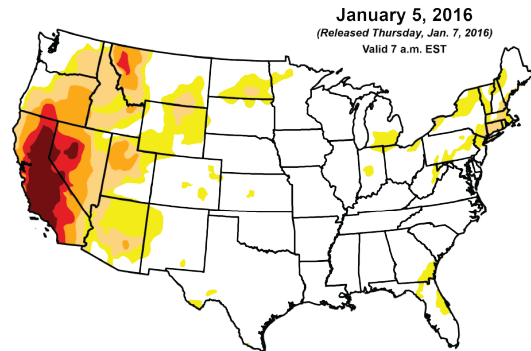 January 5, 2016
(Released Thursday, Jan. 7, 2016)
Valid 7 a.m. EST